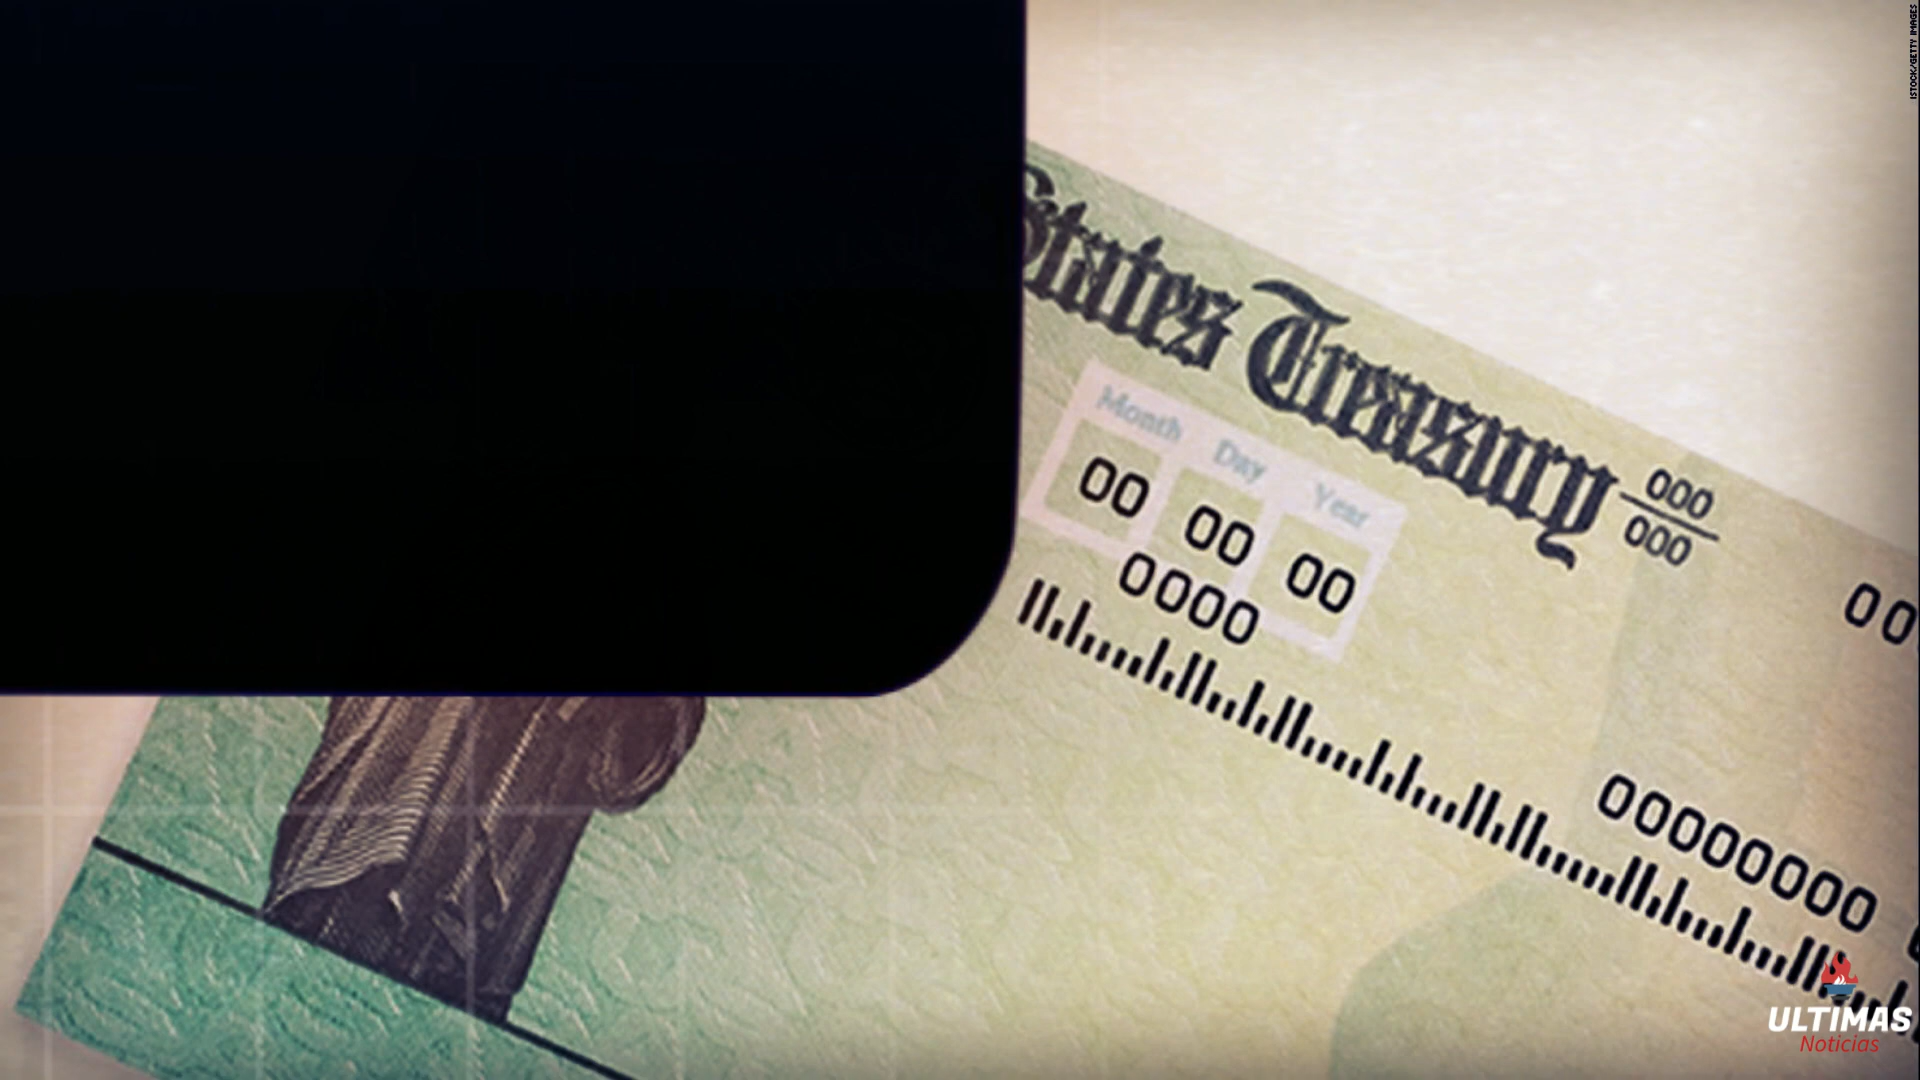 ISTOCK/GETTY IMAGES
States Treasury
000
000
Month Day Year
00 00 00
0000
00
00000000
ULTIMAS
Noticias